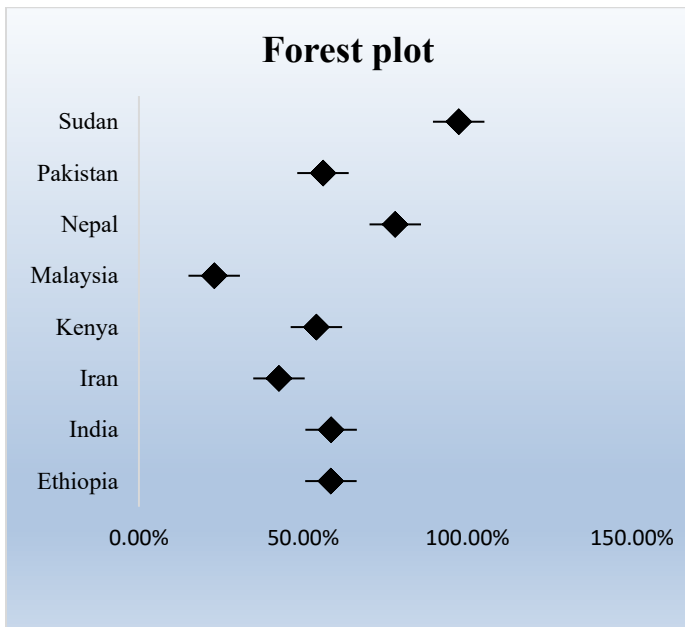 Forest plot
Sudan
Pakistan
Nepal
Malaysia
Kenya
Iran
India
Ethiopia
0.00% 50.00% 100.00% 150.00%